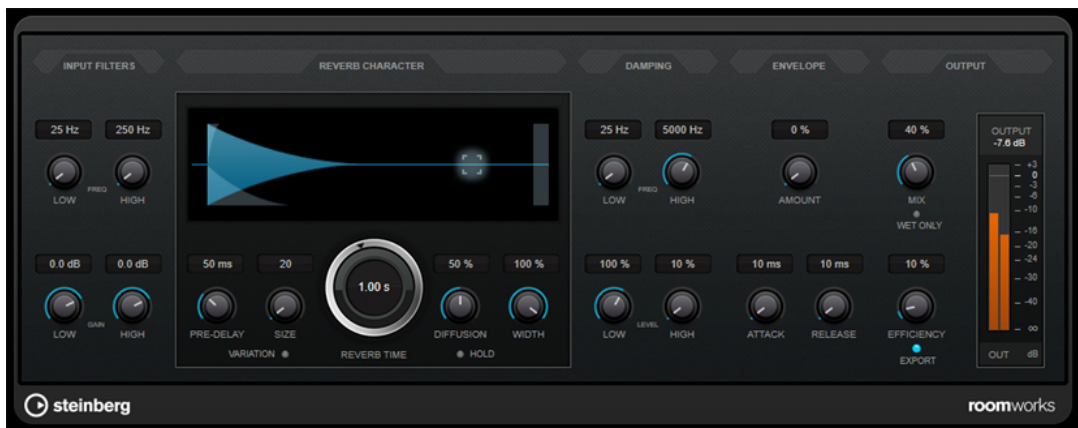 INPUT FILTERS
REVERB CHARACTER
DAMPING
ENVELOPE
OUTPUT
25 Hz
250 Hz
25 Hz
5000 Hz
0 %
40 %
OUTPUT
-7.6 dB
LOW
FREQ
HIGH
LOW
FREQ
HIGH
AMOUNT
MIX
WET ONLY
+3
0
-3
-6
-10
-16
-20
-24
-30
-40
∞
0.0 dB
0.0 dB
50 ms
20
1.00 s
50 %
100 %
100 %
10 %
10 ms
10 ms
10 %
LOW
GAIN
HIGH
PRE-DELAY
SIZE
DIFFUSION
WIDTH
LOW
LEVEL
HIGH
ATTACK
RELEASE
EFFICIENCY
VARIATION
REVERB TIME
HOLD
EXPORT
OUT
dB
steinberg
roomworks